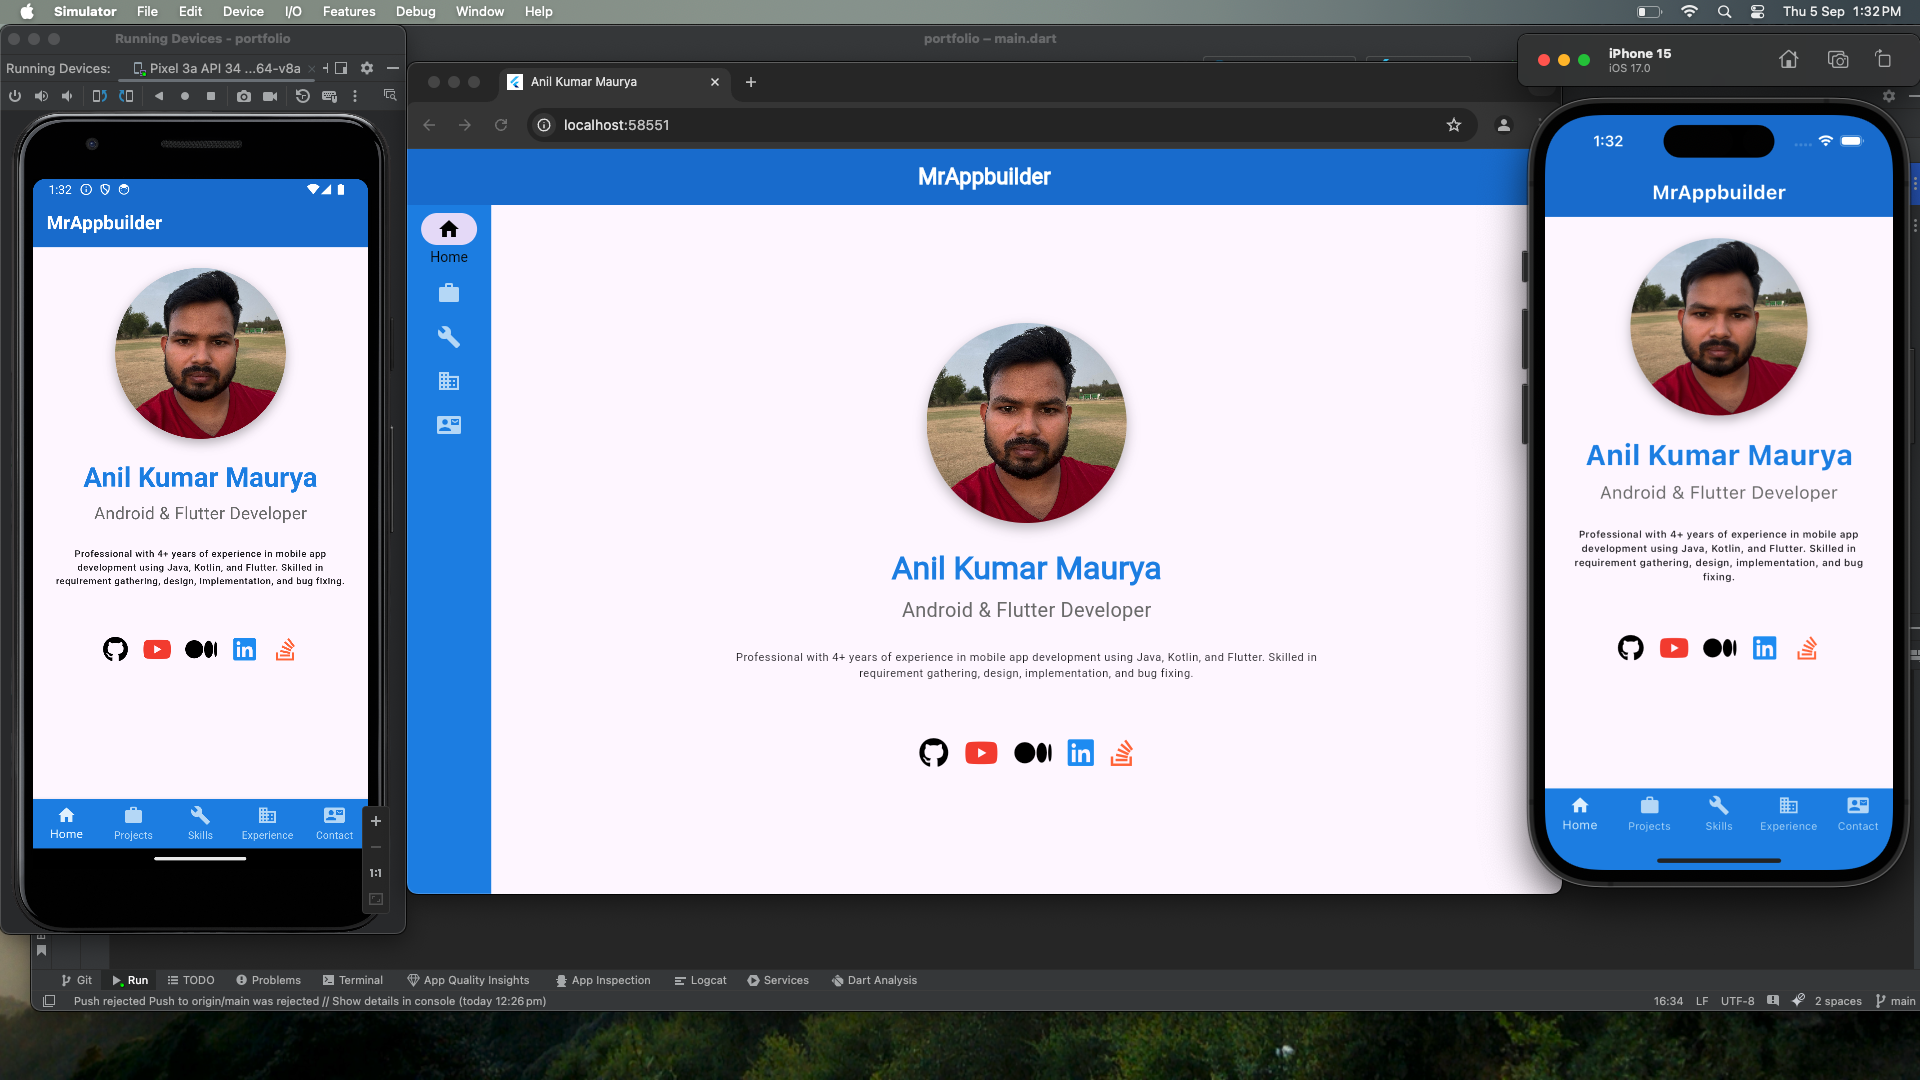 Simulator File Edit Device I/O Features Debug Window Help
Thu 5 Sep 1:32 PM
Running Devices - portfolio
portfolio – main.dart
Running Devices:
Pixel 3a API 34 ...64-v8a
1:32
MrAppbuilder
Anil Kumar Maurya
Android & Flutter Developer
Professional with 4+ years of experience in mobile app
development using Java, Kotlin, and Flutter. Skilled in
requirement gathering, design, implementation, and bug fixing.
in
Home Projects Skills Experience Contact
1:1
Anil Kumar Maurya
localhost:58551
MrAppbuilder
Home
Anil Kumar Maurya
Android & Flutter Developer
Professional with 4+ years of experience in mobile app development using Java, Kotlin, and Flutter. Skilled in
requirement gathering, design, implementation, and bug fixing.
in
iPhone 15
iOS 17.0
1:32
MrAppbuilder
Anil Kumar Maurya
Android & Flutter Developer
Professional with 4+ years of experience in mobile app
development using Java, Kotlin, and Flutter. Skilled in
requirement gathering, design, implementation, and bug
fixing.
in
Home Projects Skills Experience Contact
Git Run TODO Problems Terminal App Quality Insights App Inspection Logcat Services Dart Analysis
Push rejected Push to origin/main was rejected // Show details in console (today 12:26 pm)
16:34 LF UTF-8 2 spaces main